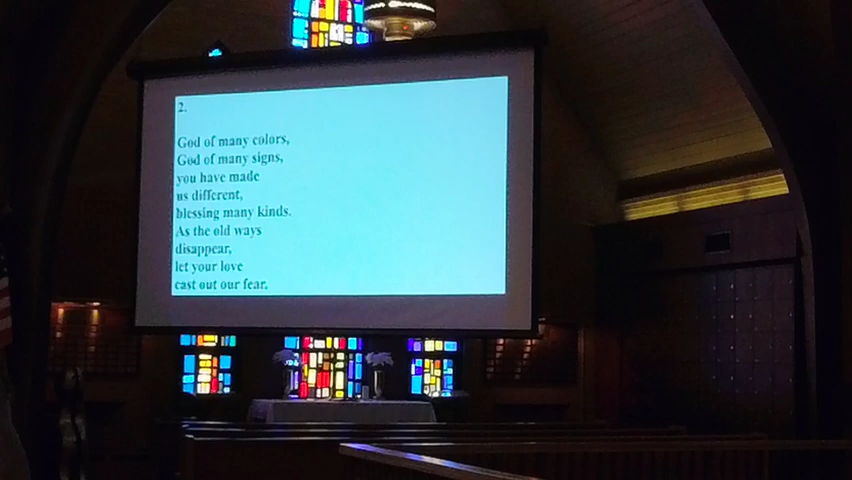 2.
God of many colors,
God of many signs,
you have made
us different,
blessing many kinds.
As the old ways
disappear,
let your love
cast out our fear.